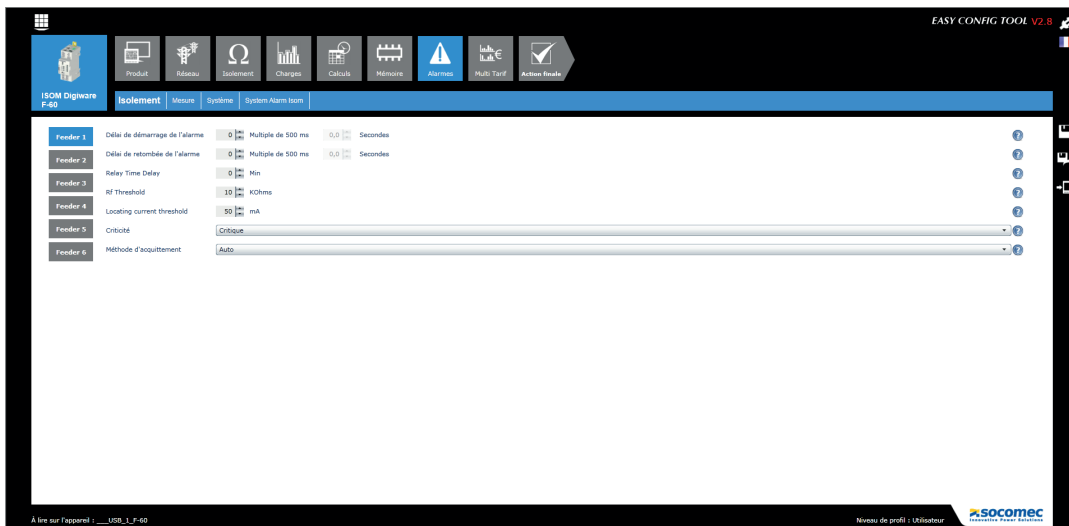 EASY CONFIG TOOL V2.8
Produit
Réseau
Isolement
Charges
Calculs
Mémoire
Alarmes
Multi Tarif
Action finale
ISOM Digiware
F-60
Isolement
Mesure
Système
System Alarm Isom
Feeder 1
Feeder 2
Feeder 3
Feeder 4
Feeder 5
Feeder 6
Délai de démarrage de l'alarme 0 Multiple de 500 ms 0,0 Secondes
Délai de retombée de l'alarme 0 Multiple de 500 ms 0,0 Secondes
Relay Time Delay 0 Min
Rf Threshold 10 KOhms
Locating current threshold 50 mA
Criticité Critique
Méthode d'acquittement Auto
À lire sur l'appareil : ___USB_1_F-60
Niveau de profil : Utilisateur
socomec
Innovative Power Solutions